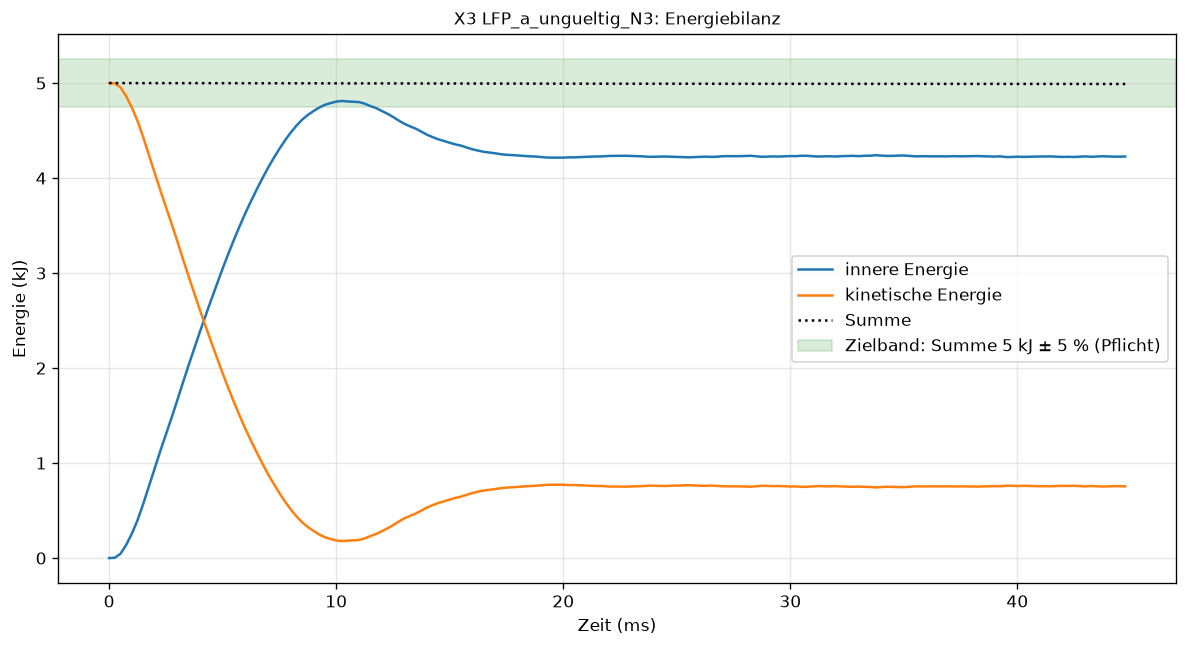 X3 LFP_a_ungueltig_N3: Energiebilanz
Energie (kJ)
5
4
3
2
1
0
innere Energie
kinetische Energie
Summe
Zielband: Summe 5 kJ ± 5 % (Pflicht)
0 10 20 30 40
Zeit (ms)